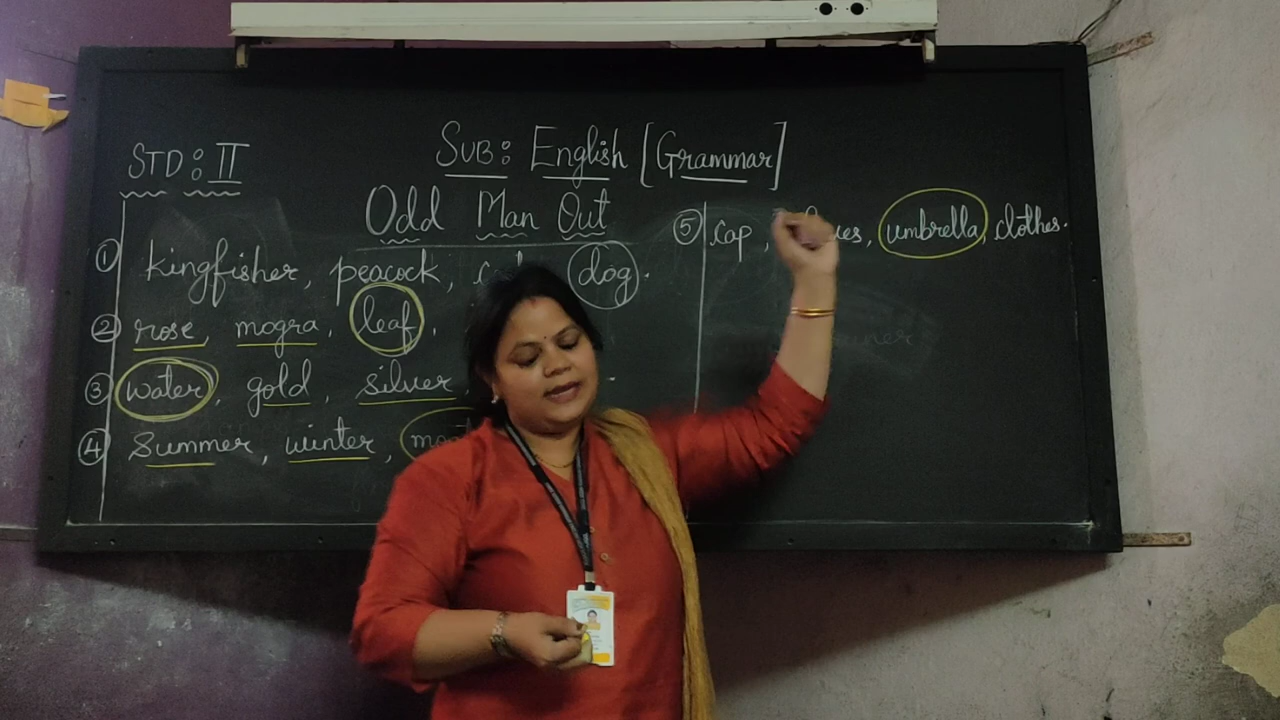 STD: II
SUB: English [Grammar]
Odd Man Out
① kingfisher, peacock, dog.
② rose, mogra, leaf,
③ water, gold, silver
④ Summer, winter,
⑤ cap, umbrella, clothes.